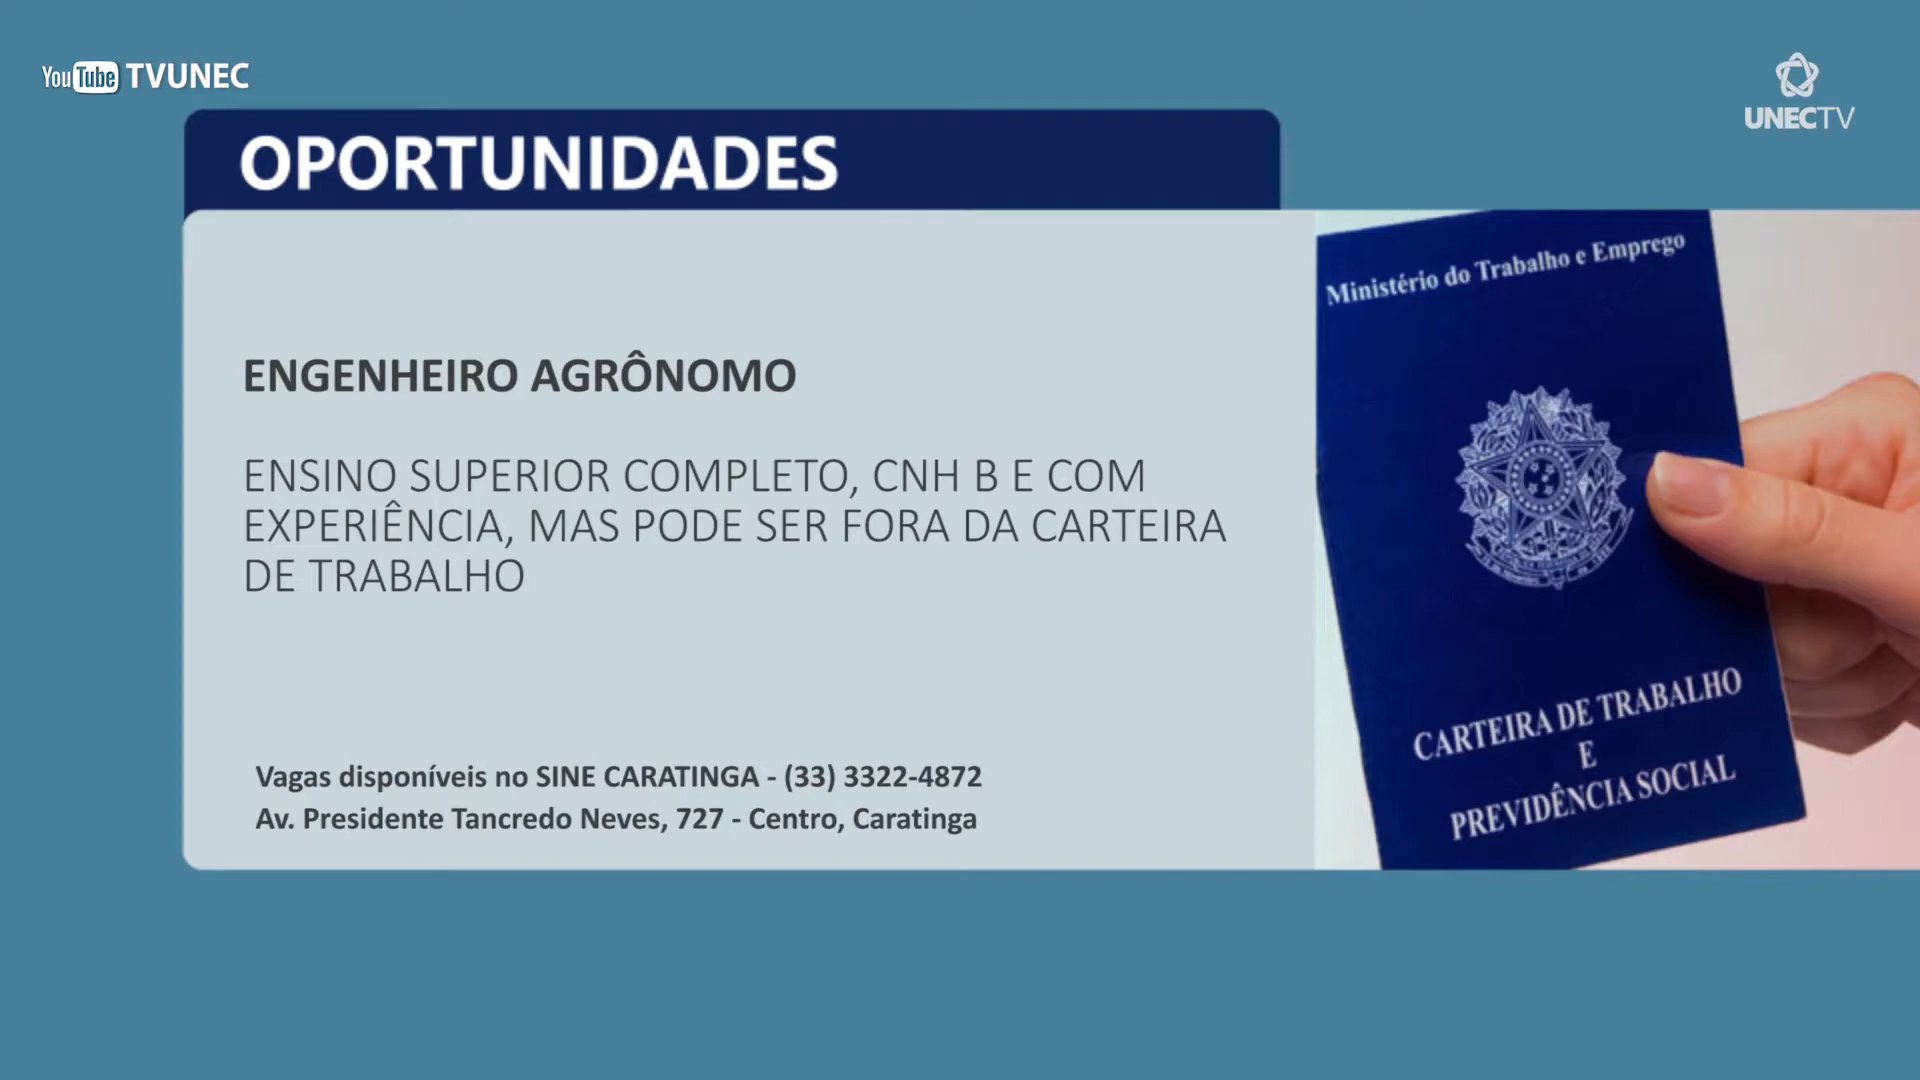 YouTube TVUNEC
UNECTV
OPORTUNIDADES
ENGENHEIRO AGRÔNOMO
ENSINO SUPERIOR COMPLETO, CNH B E COM
EXPERIÊNCIA, MAS PODE SER FORA DA CARTEIRA
DE TRABALHO
Vagas disponíveis no SINE CARATINGA - (33) 3322-4872
Av. Presidente Tancredo Neves, 727 - Centro, Caratinga
Ministério do Trabalho e Emprego
CARTEIRA DE TRABALHO
E
PREVIDÊNCIA SOCIAL